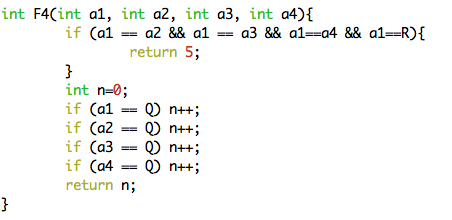 int F4(int a1, int a2, int a3, int a4){
if (a1 == a2 && a1 == a3 && a1==a4 && a1==R){
return 5;
}
int n=0;
if (a1 == Q) n++;
if (a2 == Q) n++;
if (a3 == Q) n++;
if (a4 == Q) n++;
return n;
}